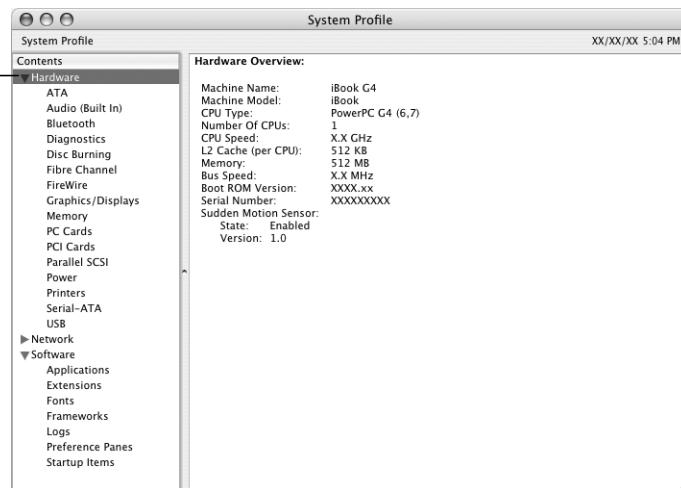 System Profile
System Profile XX/XX/XX 5:04 PM
Contents
Hardware
ATA
Audio (Built In)
Bluetooth
Diagnostics
Disc Burning
Fibre Channel
FireWire
Graphics/Displays
Memory
PC Cards
PCI Cards
Parallel SCSI
Power
Printers
Serial-ATA
USB
Network
Software
Applications
Extensions
Fonts
Frameworks
Logs
Preference Panes
Startup Items
Hardware Overview:
Machine Name: iBook G4
Machine Model: iBook
CPU Type: PowerPC G4 (6,7)
Number Of CPUs: 1
CPU Speed: X.X GHz
L2 Cache (per CPU): 512 KB
Memory: 512 MB
Bus Speed: X.X MHz
Boot ROM Version: XXXX.xx
Serial Number: XXXXXXXXX
Sudden Motion Sensor:
State: Enabled
Version: 1.0